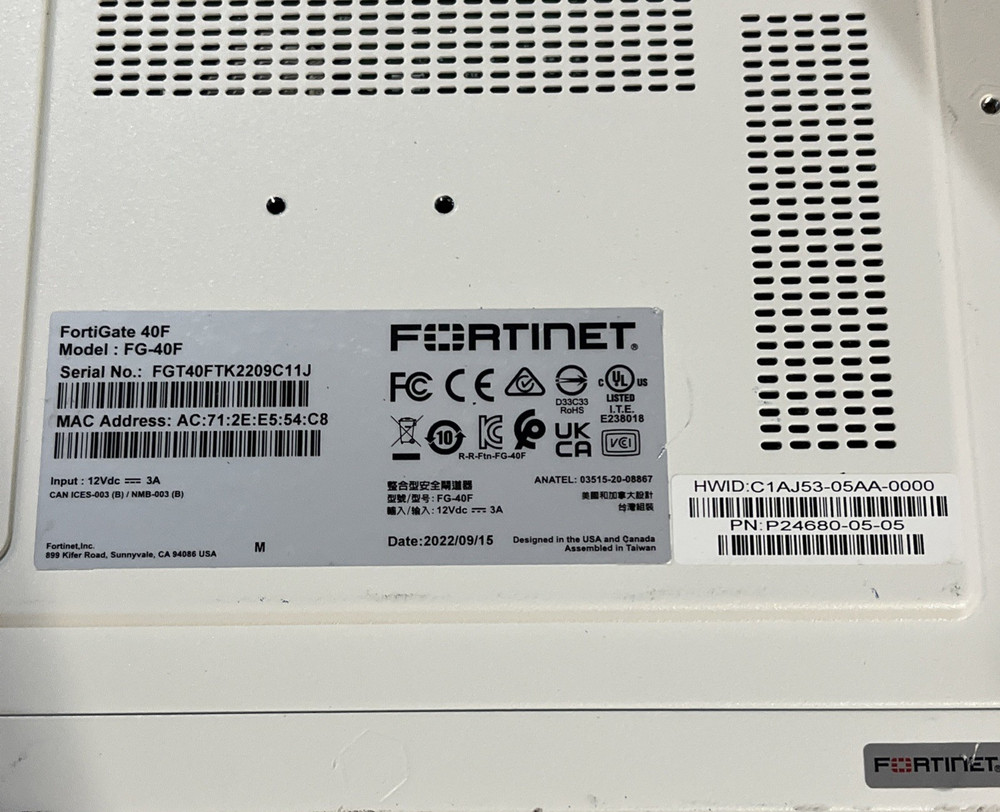 FortiGate 40F
Model : FG-40F
Serial No.: FGT40FTK2209C11J
MAC Address: AC:71:2E:E5:54:C8
Input : 12Vdc ⎓ 3A
CAN ICES-003 (B) / NMB-003 (B)
Fortinet,Inc.
899 Kifer Road, Sunnyvale, CA 94086 USA
M
FORTINET®
FC CE
D33C33
RoHS
C UL US
LISTED
I.T.E.
E238018
10
R-R-Ftn-FG-40F
UK
CA
VCI
整合型安全閘道器
型號/型号: FG-40F
輸入/输入: 12Vdc ⎓ 3A
ANATEL: 03515-20-08867
美國和加拿大設計
台灣組裝
Date:2022/09/15
Designed in the USA and Canada
Assembled in Taiwan
HWID:C1AJ53-05AA-0000
PN:P24680-05-05
FORTINET®